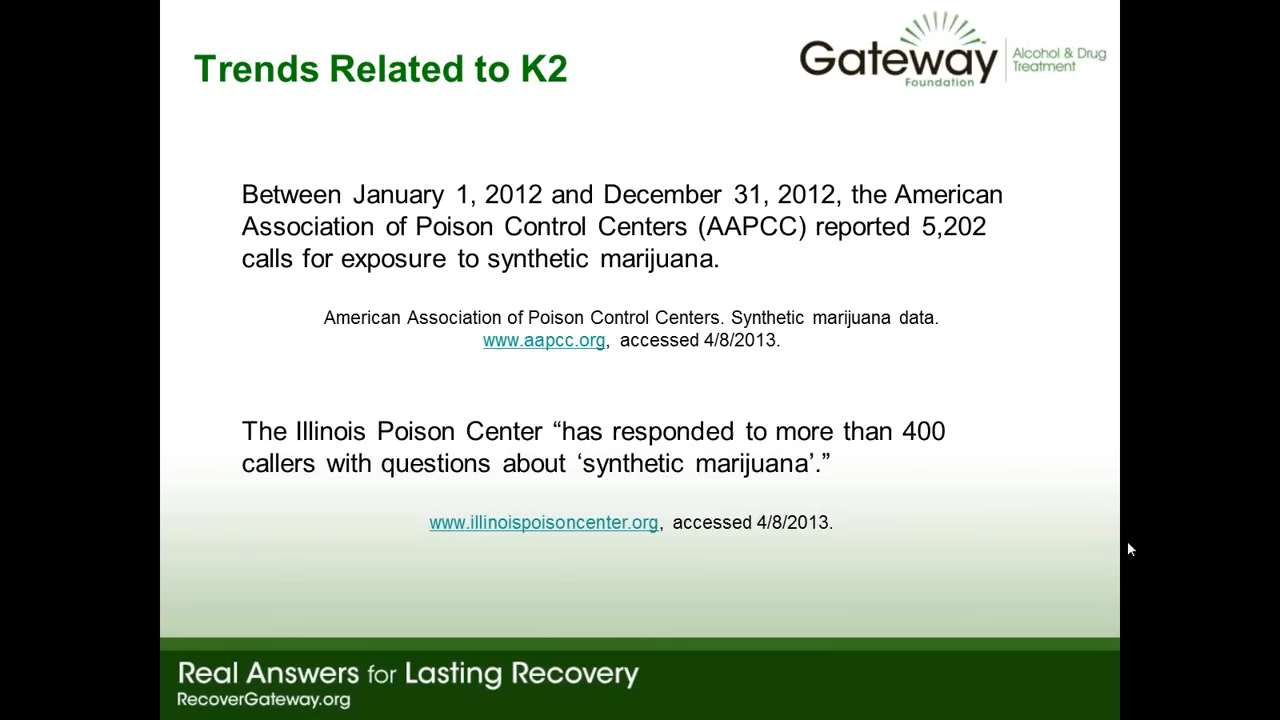 Trends Related to K2
Gateway
Foundation
Alcohol & Drug
Treatment
Between January 1, 2012 and December 31, 2012, the American
Association of Poison Control Centers (AAPCC) reported 5,202
calls for exposure to synthetic marijuana.
American Association of Poison Control Centers. Synthetic marijuana data.
www.aapcc.org, accessed 4/8/2013.
The Illinois Poison Center “has responded to more than 400
callers with questions about ‘synthetic marijuana’.”
www.illinoispoisoncenter.org, accessed 4/8/2013.
Real Answers for Lasting Recovery
RecoverGateway.org